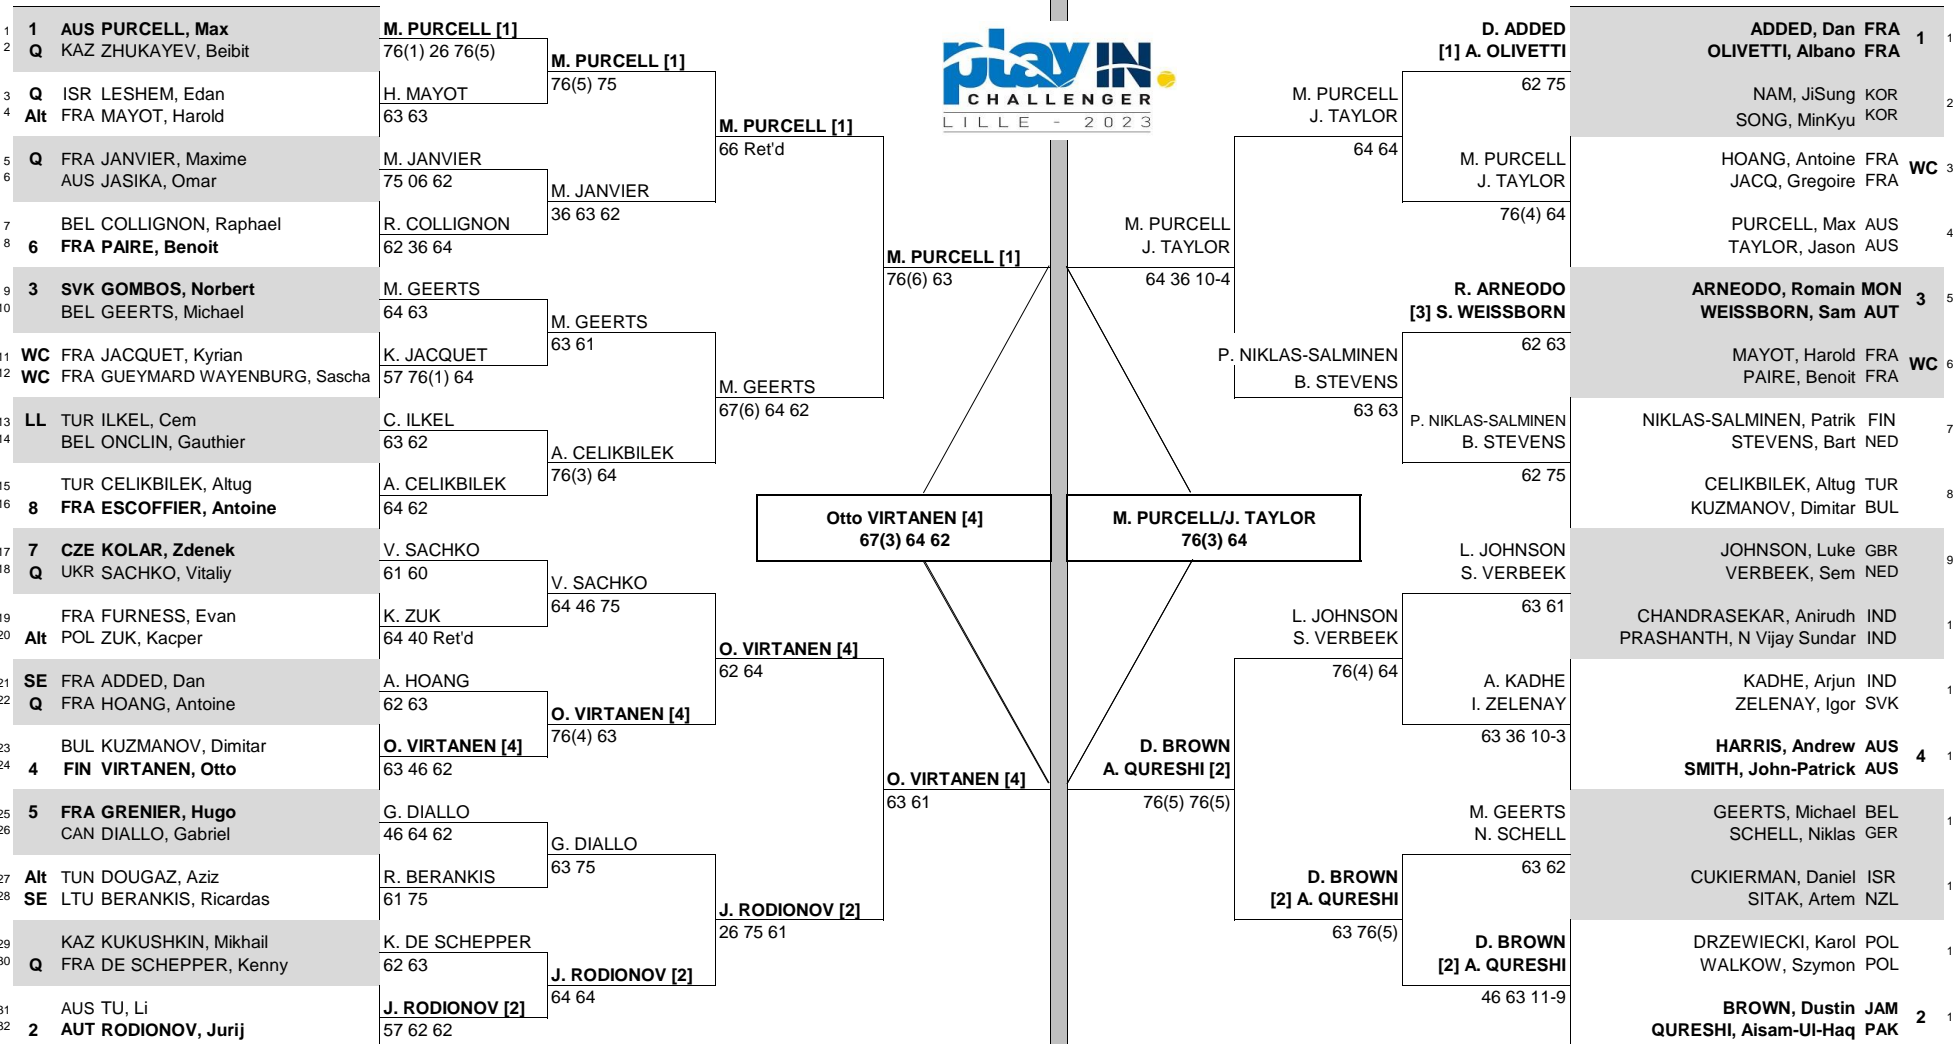 play IN
CHALLENGER
LILLE - 2023
1 1 AUS PURCELL, Max
2 Q KAZ ZHUKAYEV, Beibit
3 Q ISR LESHEM, Edan
4 Alt FRA MAYOT, Harold
5 Q FRA JANVIER, Maxime
6 AUS JASIKA, Omar
7 BEL COLLIGNON, Raphael
8 6 FRA PAIRE, Benoit
9 3 SVK GOMBOS, Norbert
10 BEL GEERTS, Michael
11 WC FRA JACQUET, Kyrian
12 WC FRA GUEYMARD WAYENBURG, Sascha
13 LL TUR ILKEL, Cem
14 BEL ONCLIN, Gauthier
15 TUR CELIKBILEK, Altug
16 8 FRA ESCOFFIER, Antoine
17 7 CZE KOLAR, Zdenek
18 Q UKR SACHKO, Vitaliy
19 FRA FURNESS, Evan
20 Alt POL ZUK, Kacper
21 SE FRA ADDED, Dan
22 Q FRA HOANG, Antoine
23 BUL KUZMANOV, Dimitar
24 4 FIN VIRTANEN, Otto
25 5 FRA GRENIER, Hugo
26 CAN DIALLO, Gabriel
27 Alt TUN DOUGAZ, Aziz
28 SE LTU BERANKIS, Ricardas
29 KAZ KUKUSHKIN, Mikhail
30 Q FRA DE SCHEPPER, Kenny
31 AUS TU, Li
32 2 AUT RODIONOV, Jurij
M. PURCELL [1]
76(1) 26 76(5)
H. MAYOT
63 63
M. JANVIER
75 06 62
R. COLLIGNON
62 36 64
M. GEERTS
64 63
K. JACQUET
57 76(1) 64
C. ILKEL
63 62
A. CELIKBILEK
64 62
V. SACHKO
61 60
K. ZUK
64 40 Ret'd
A. HOANG
62 63
O. VIRTANEN [4]
63 46 62
G. DIALLO
46 64 62
R. BERANKIS
61 75
K. DE SCHEPPER
62 63
J. RODIONOV [2]
57 62 62
M. PURCELL [1]
76(5) 75
M. JANVIER
36 63 62
M. GEERTS
63 61
A. CELIKBILEK
76(3) 64
V. SACHKO
64 46 75
O. VIRTANEN [4]
76(4) 63
G. DIALLO
63 75
J. RODIONOV [2]
64 64
M. PURCELL [1]
66 Ret'd
M. GEERTS
67(6) 64 62
O. VIRTANEN [4]
62 64
J. RODIONOV [2]
26 75 61
M. PURCELL [1]
76(6) 63
O. VIRTANEN [4]
63 61
Otto VIRTANEN [4]
67(3) 64 62
M. PURCELL/J. TAYLOR
76(3) 64
M. PURCELL
J. TAYLOR
64 36 10-4
D. BROWN
A. QURESHI [2]
76(5) 76(5)
M. PURCELL
J. TAYLOR
64 64
P. NIKLAS-SALMINEN
B. STEVENS
63 63
L. JOHNSON
S. VERBEEK
76(4) 64
D. BROWN
[2] A. QURESHI
63 76(5)
D. ADDED
[1] A. OLIVETTI
62 75
M. PURCELL
J. TAYLOR
76(4) 64
R. ARNEODO
[3] S. WEISSBORN
62 63
P. NIKLAS-SALMINEN
B. STEVENS
62 75
L. JOHNSON
S. VERBEEK
63 61
A. KADHE
I. ZELENAY
63 36 10-3
M. GEERTS
N. SCHELL
63 62
D. BROWN
[2] A. QURESHI
46 63 11-9
ADDED, Dan FRA 1 1
OLIVETTI, Albano FRA
NAM, JiSung KOR 2
SONG, MinKyu KOR
HOANG, Antoine FRA WC 3
JACQ, Gregoire FRA
PURCELL, Max AUS 4
TAYLOR, Jason AUS
ARNEODO, Romain MON 3 5
WEISSBORN, Sam AUT
MAYOT, Harold FRA WC 6
PAIRE, Benoit FRA
NIKLAS-SALMINEN, Patrik FIN 7
STEVENS, Bart NED
CELIKBILEK, Altug TUR 8
KUZMANOV, Dimitar BUL
JOHNSON, Luke GBR 9
VERBEEK, Sem NED
CHANDRASEKAR, Anirudh IND 1
PRASHANTH, N Vijay Sundar IND
KADHE, Arjun IND 1
ZELENAY, Igor SVK
HARRIS, Andrew AUS 4 1
SMITH, John-Patrick AUS
GEERTS, Michael BEL 1
SCHELL, Niklas GER
CUKIERMAN, Daniel ISR 1
SITAK, Artem NZL
DRZEWIECKI, Karol POL 1
WALKOW, Szymon POL
BROWN, Dustin JAM 2 1
QURESHI, Aisam-Ul-Haq PAK